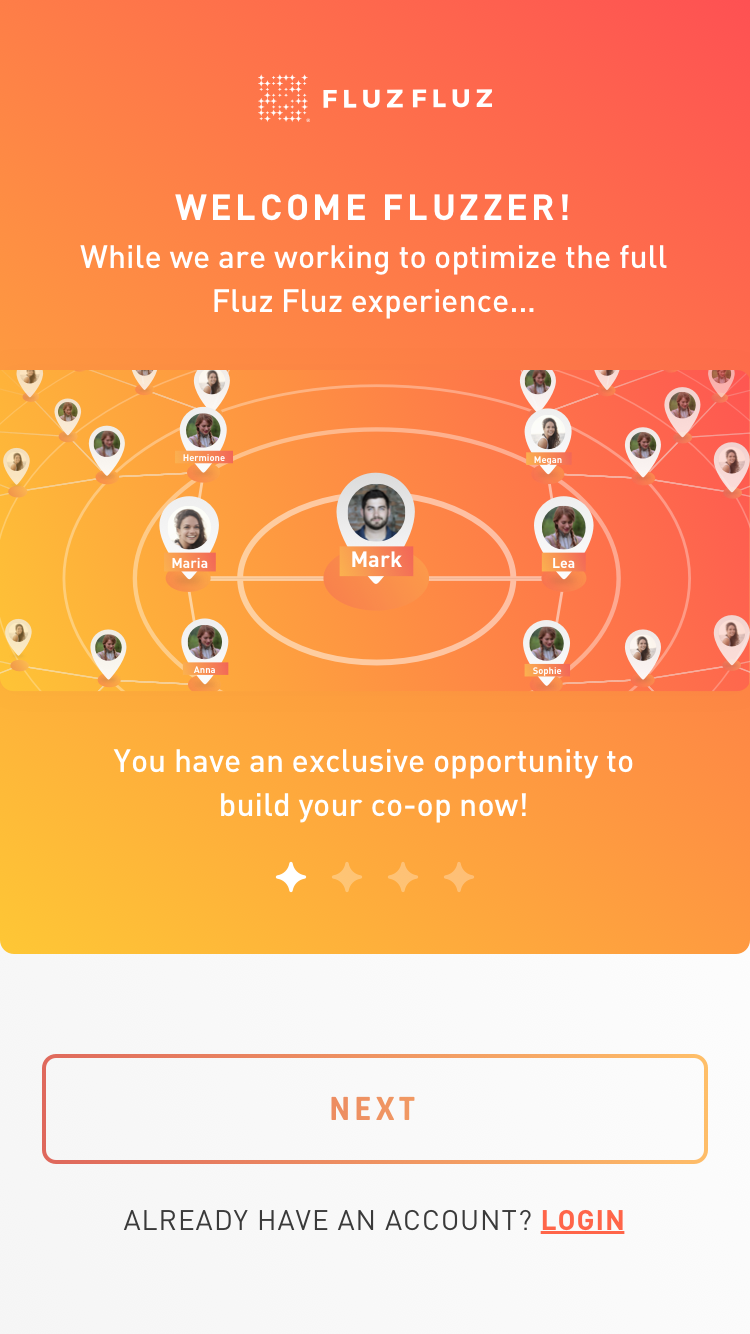 FLUZ FLUZ
WELCOME FLUZZER!
While we are working to optimize the full
Fluz Fluz experience...
Hermione
Megan
Mark
Maria
Lea
Anna
Sophie
You have an exclusive opportunity to
build your co-op now!
NEXT
ALREADY HAVE AN ACCOUNT? LOGIN